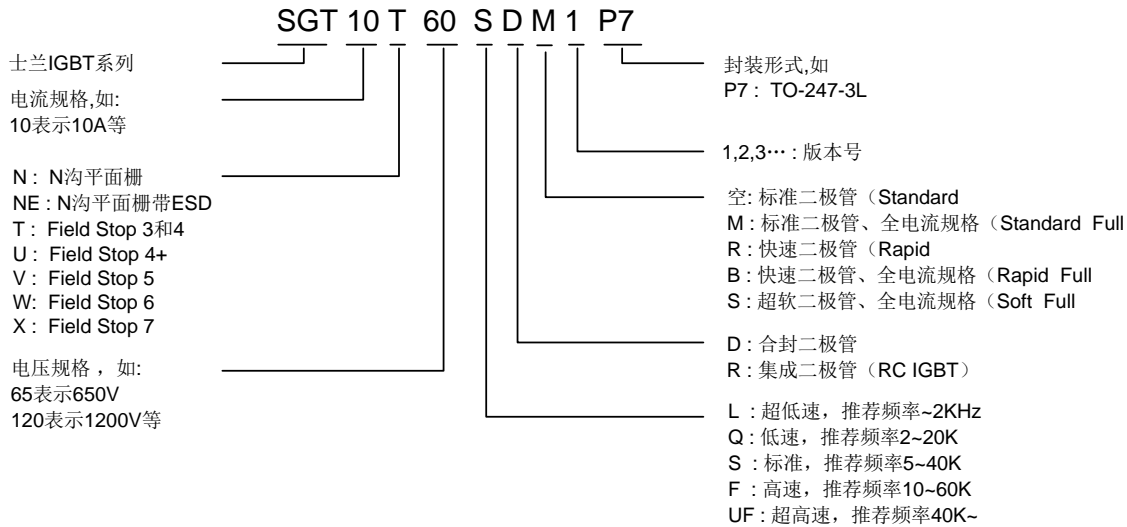 SGT 10 T 60 S D M 1 P7
士兰IGBT系列
电流规格,如:
10表示10A等
N : N沟平面栅
NE : N沟平面栅带ESD
T : Field Stop 3和4
U : Field Stop 4+
V : Field Stop 5
W: Field Stop 6
X : Field Stop 7
电压规格 ，如:
65表示650V
120表示1200V等
封装形式,如
P7 : TO-247-3L
1,2,3… : 版本号
空: 标准二极管（Standard
M : 标准二极管、全电流规格（Standard Full
R : 快速二极管（Rapid
B : 快速二极管、全电流规格（Rapid Full
S : 超软二极管、全电流规格（Soft Full
D : 合封二极管
R : 集成二极管（RC IGBT）
L : 超低速，推荐频率~2KHz
Q : 低速，推荐频率2~20K
S : 标准，推荐频率5~40K
F : 高速，推荐频率10~60K
UF : 超高速，推荐频率40K~